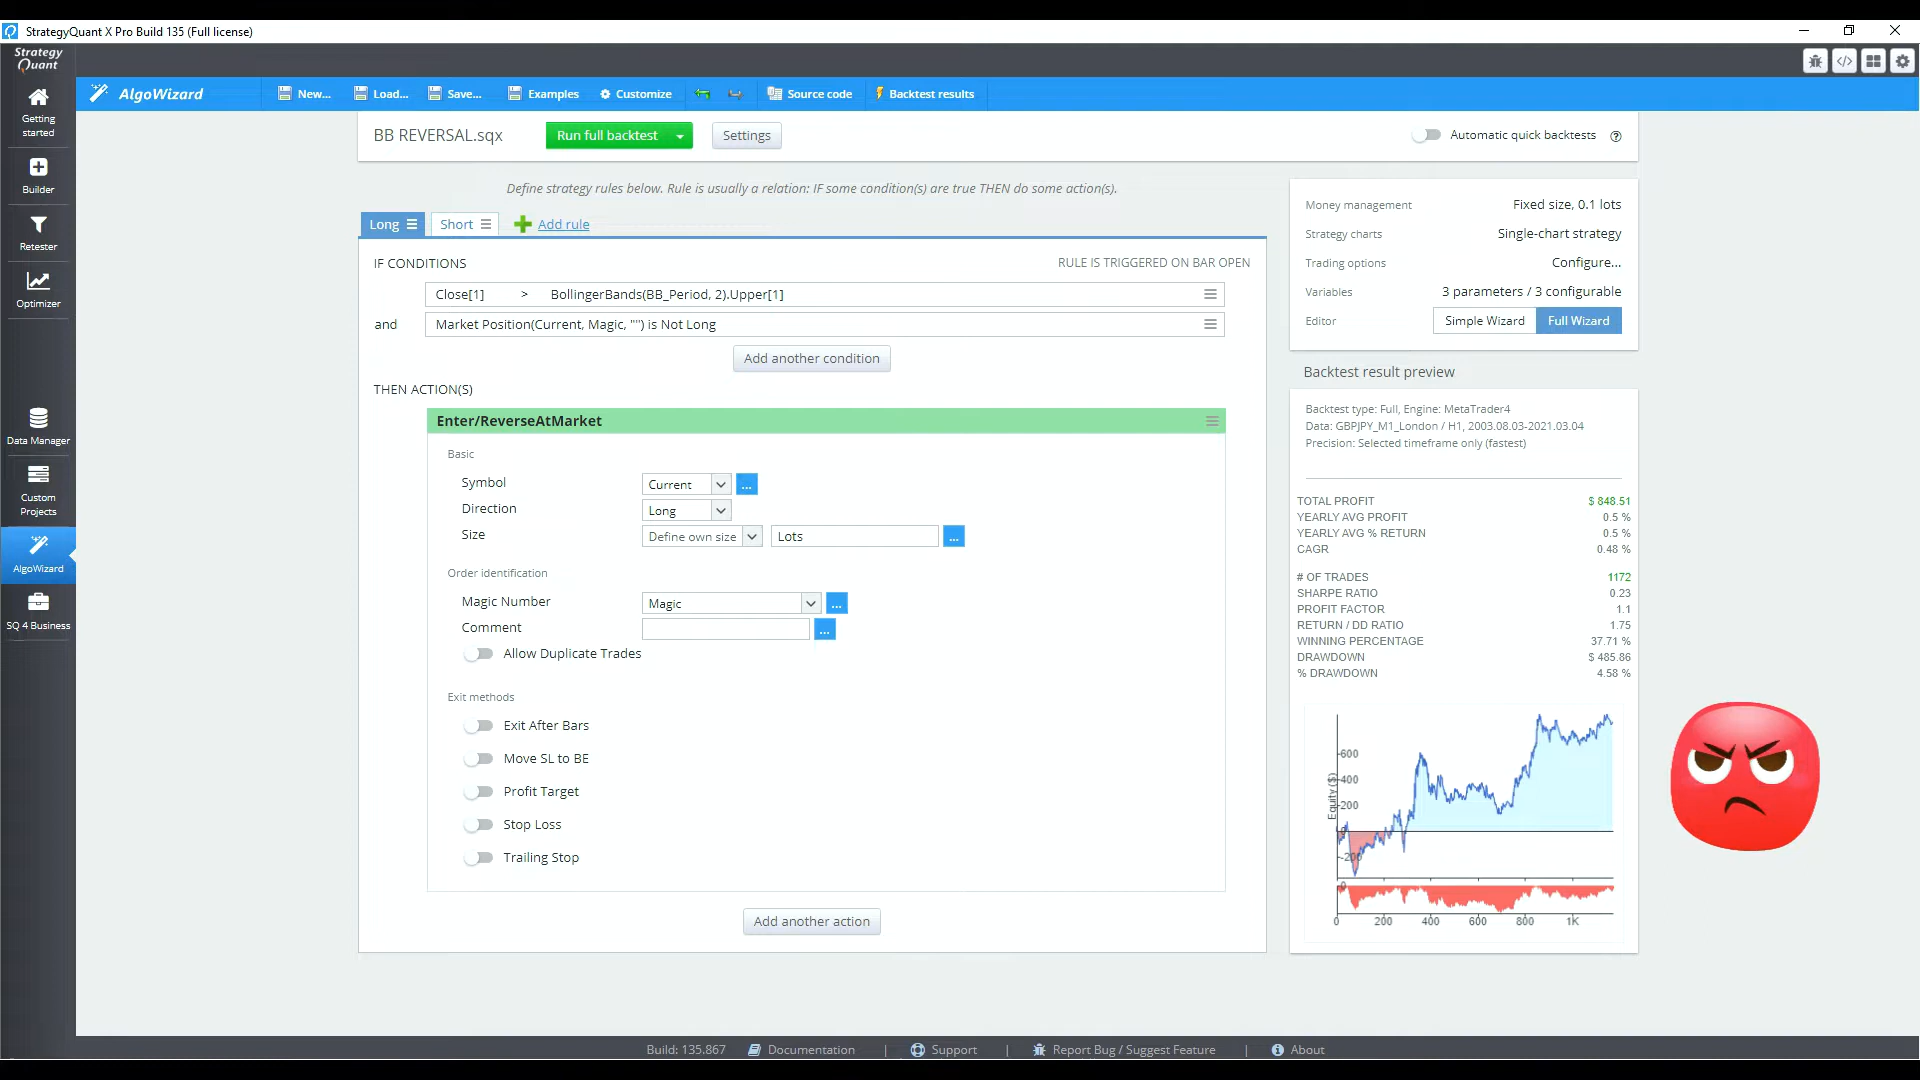 StrategyQuant X Pro Build 135 (Full license)
Strategy
Quant
AlgoWizard
New...
Load...
Save...
Examples
Customize
Source code
Backtest results
Getting
started
Builder
Retester
Optimizer
Data Manager
Custom
Projects
AlgoWizard
SQ 4 Business
BB REVERSAL.sqx
Run full backtest
Settings
Automatic quick backtests
Define strategy rules below. Rule is usually a relation: IF some condition(s) are true THEN do some action(s).
Long
Short
Add rule
IF CONDITIONS
RULE IS TRIGGERED ON BAR OPEN
Close[1] > BollingerBands(BB_Period, 2).Upper[1]
and Market Position(Current, Magic, "") is Not Long
Add another condition
THEN ACTION(S)
Enter/ReverseAtMarket
Basic
Symbol Current ...
Direction Long
Size Define own size Lots ...
Order identification
Magic Number Magic ...
Comment ...
Allow Duplicate Trades
Exit methods
Exit After Bars
Move SL to BE
Profit Target
Stop Loss
Trailing Stop
Add another action
Money management Fixed size, 0.1 lots
Strategy charts Single-chart strategy
Trading options Configure...
Variables 3 parameters / 3 configurable
Editor Simple Wizard Full Wizard
Backtest result preview
Backtest type: Full, Engine: MetaTrader4
Data: GBPJPY_M1_London / H1, 2003.08.03-2021.03.04
Precision: Selected timeframe only (fastest)
TOTAL PROFIT $ 848.51
YEARLY AVG PROFIT 0.5 %
YEARLY AVG % RETURN 0.5 %
CAGR 0.48 %
# OF TRADES 1172
SHARPE RATIO 0.23
PROFIT FACTOR 1.1
RETURN / DD RATIO 1.75
WINNING PERCENTAGE 37.71 %
DRAWDOWN $ 485.86
% DRAWDOWN 4.58 %
Equity ($)
600
400
200
0
-200
0
0 200 400 600 800 1K
Build: 135.867
Documentation
Support
Report Bug / Suggest Feature
About